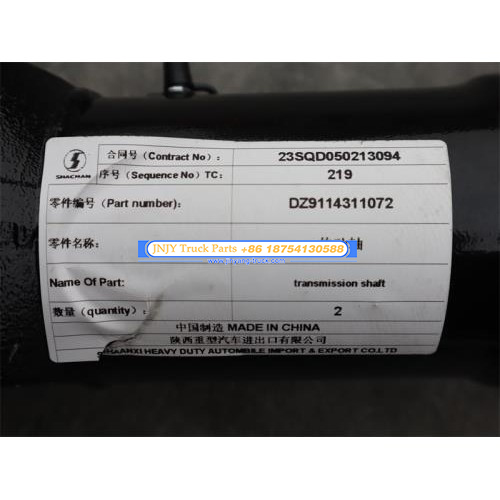 SHACMAN
合同号 (Contract No) : 23SQD050213094
序号 (Sequence No) TC: 219
零件编号 (Part number): DZ9114311072
零件名称:
JNJY Truck Parts +86 18754130588
Name Of Part: transmission shaft
数量 (quantity) : 2
中国制造 MADE IN CHINA
陕西重型汽车进出口有限公司
SHAANXI HEAVY DUTY AUTOMBILE IMPORT & EXPORT CO.LTD